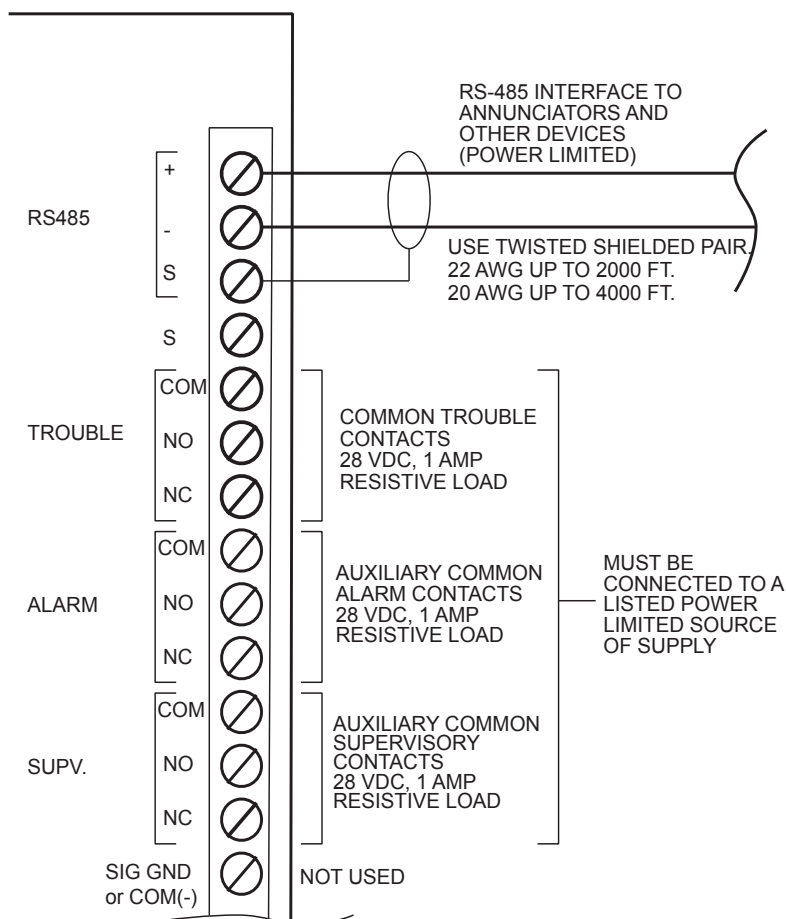 RS-485 INTERFACE TO
ANNUNCIATORS AND
OTHER DEVICES
(POWER LIMITED)
RS485
+
-
S
USE TWISTED SHIELDED PAIR.
22 AWG UP TO 2000 FT.
20 AWG UP TO 4000 FT.
S
TROUBLE
COM
NO
NC
COMMON TROUBLE
CONTACTS
28 VDC, 1 AMP
RESISTIVE LOAD
ALARM
COM
NO
NC
AUXILIARY COMMON
ALARM CONTACTS
28 VDC, 1 AMP
RESISTIVE LOAD
MUST BE
CONNECTED TO A
LISTED POWER
LIMITED SOURCE
OF SUPPLY
SUPV.
COM
NO
NC
AUXILIARY COMMON
SUPERVISORY
CONTACTS
28 VDC, 1 AMP
RESISTIVE LOAD
SIG GND
or COM(-)
NOT USED